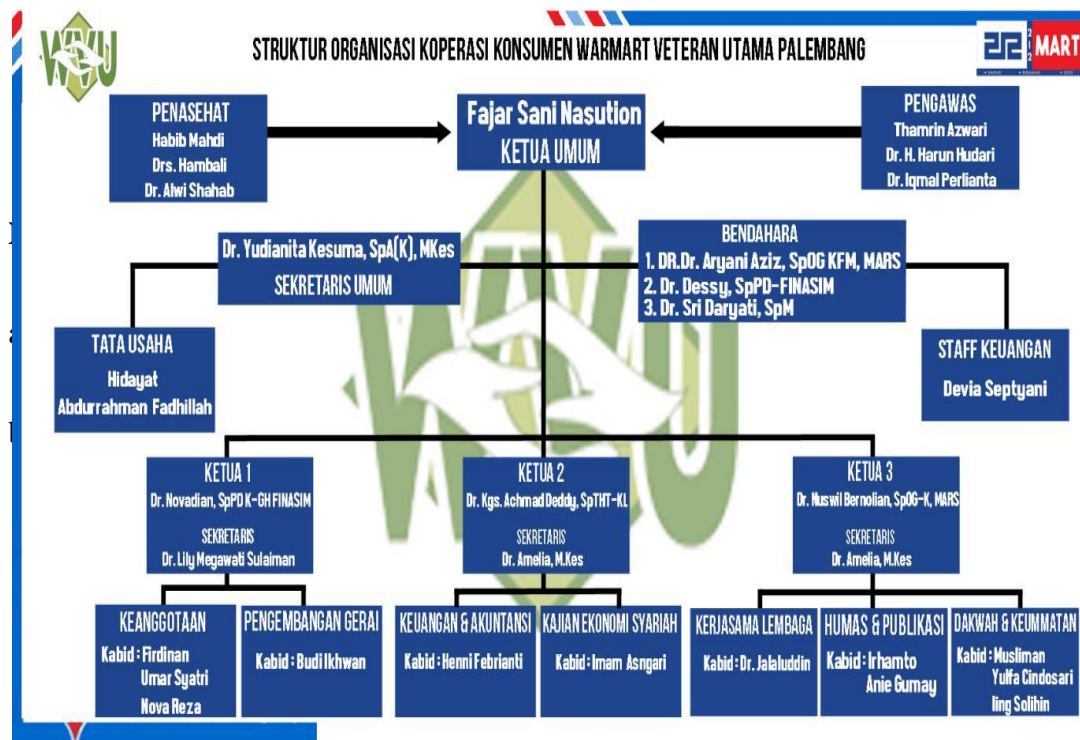 STRUKTUR ORGANISASI KOPERASI KONSUMEN WARMART VETERAN UTAMA PALEMBANG
WVU
212
MART
PENASEHAT
Habib Mahdi
Drs. Hambali
Dr. Alwi Shahab
Fajar Sani Nasution
KETUA UMUM
PENGAWAS
Thamrin Azwari
Dr. H. Harun Hudari
Dr. Iqmal Perlianta
Dr. Yudianita Kesuma, SpA(K), MKes
SEKRETARIS UMUM
BENDAHARA
1. DR.Dr. Aryani Aziz, SpOG KFM, MARS
2. Dr. Dessy, SpPD-FINASIM
3. Dr. Sri Daryati, SpM
TATA USAHA
Hidayat
Abdurrahman Fadhillah
STAFF KEUANGAN
Devia Septyani
WVU
KETUA 1
Dr. Novadian, SpPD K-GH FINASIM
SEKRETARIS
Dr. Lily Megawati Sulaiman
KETUA 2
Dr. Kgs. Achmad Deddy, SpTHT-KL
SEKRETARIS
Dr. Amelia, M.Kes
KETUA 3
Dr. Nuswil Bernolian, SpOG-K, MARS
SEKRETARIS
Dr. Amelia, M.Kes
KEANGGOTAAN
Kabid : Firdinan
Umar Syatri
Nova Reza
PENGEMBANGAN GERAI
Kabid : Budi Ikhwan
KEUANGAN & AKUNTANSI
Kabid : Henni Febrianti
KAJIAN EKONOMI SYARIAH
Kabid : Imam Asngari
KERJASAMA LEMBAGA
Kabid : Dr. Jalaluddin
HUMAS & PUBLIKASI
Kabid : Irhamto
Anie Gumay
DAKWAH & KEUMMATAN
Kabid : Musliman
Yulfa Cindosari
Iing Solihin